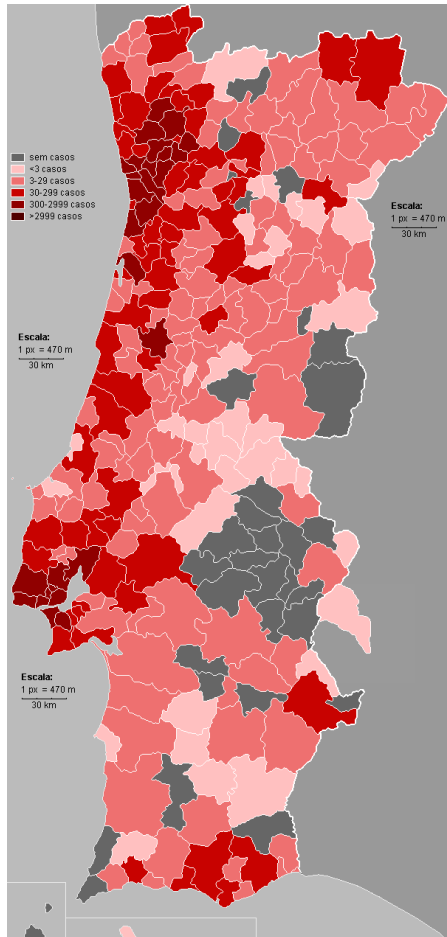 sem casos
<3 casos
3-29 casos
30-299 casos
300-2999 casos
>2999 casos
Escala:
1 px = 470 m
30 km
Escala:
1 px = 470 m
30 km
Escala:
1 px = 470 m
30 km